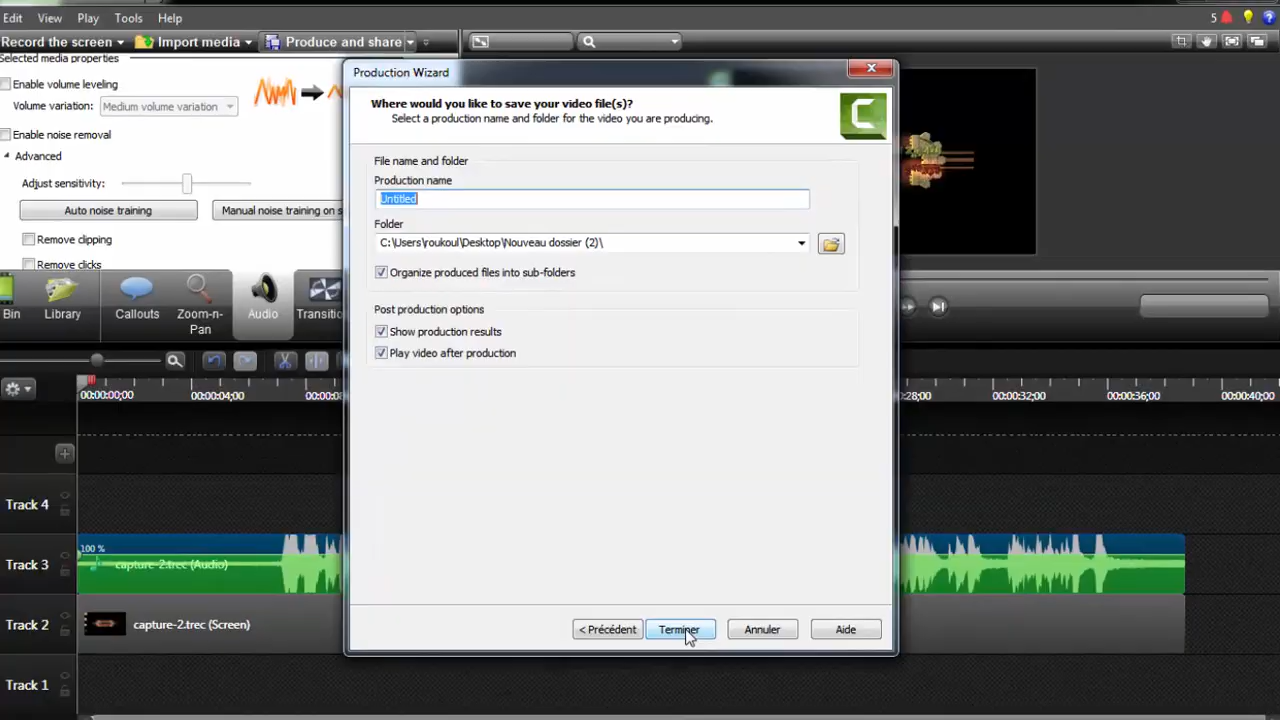 Edit View Play Tools Help 5
Record the screen Import media Produce and share
Selected media properties
Enable volume leveling
Volume variation: Medium volume variation
Enable noise removal
Advanced
Adjust sensitivity:
Auto noise training Manual noise training on s
Remove clipping
Remove clicks
Bin Library Callouts Zoom-n-Pan Audio Transitio
Production Wizard
Where would you like to save your video file(s)?
Select a production name and folder for the video you are producing.
File name and folder
Production name
Untitled
Folder
C:\Users\roukoul\Desktop\Nouveau dossier (2)\
Organize produced files into sub-folders
Post production options
Show production results
Play video after production
< Précédent Terminer Annuler Aide
00:00:00;00 00:00:04;00 00:00:08 :28;00 00:00:32;00 00:00:36;00 00:00:40;00
Track 4
100 %
Track 3 capture-2.trec (Audio)
Track 2 capture-2.trec (Screen)
Track 1